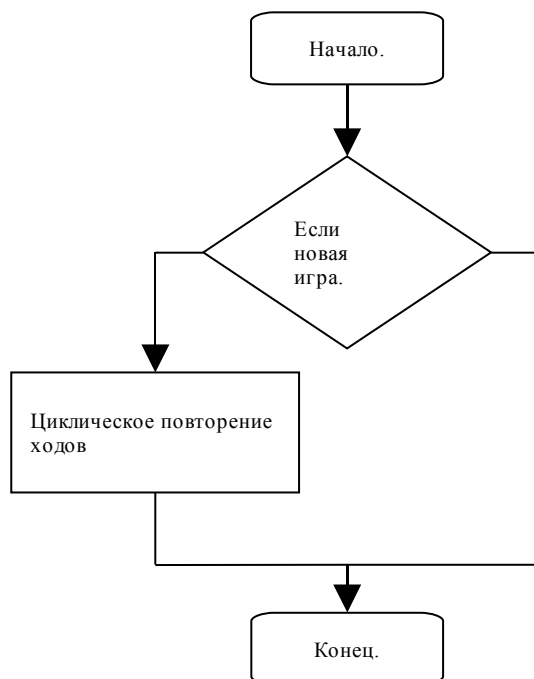 Начало.
Если
новая
игра.
Циклическое повторение
ходов
Конец.